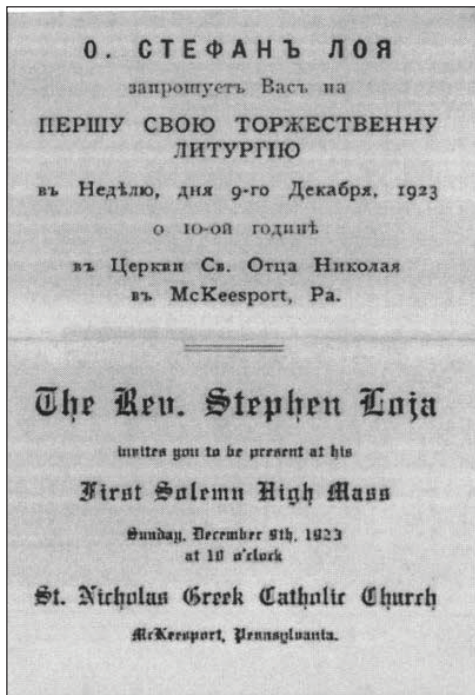 О. СТЕФАНЪ ЛОЯ
запрошуетъ Васъ на
ПЕРШУ СВОЮ ТОРЖЕСТВЕННУ
ЛИТУРГІЮ
въ Недѣлю, дня 9-го Декабря, 1923
о 10-ой годинѣ
въ Церкви Св. Отца Николая
въ McKeesport, Pa.
The Rev. Stephen Loja
invites you to be present at his
First Solemn High Mass
Sunday, December 9th, 1923
at 10 o'clock
St. Nicholas Greek Catholic Church
McKeesport, Pennsylvania.